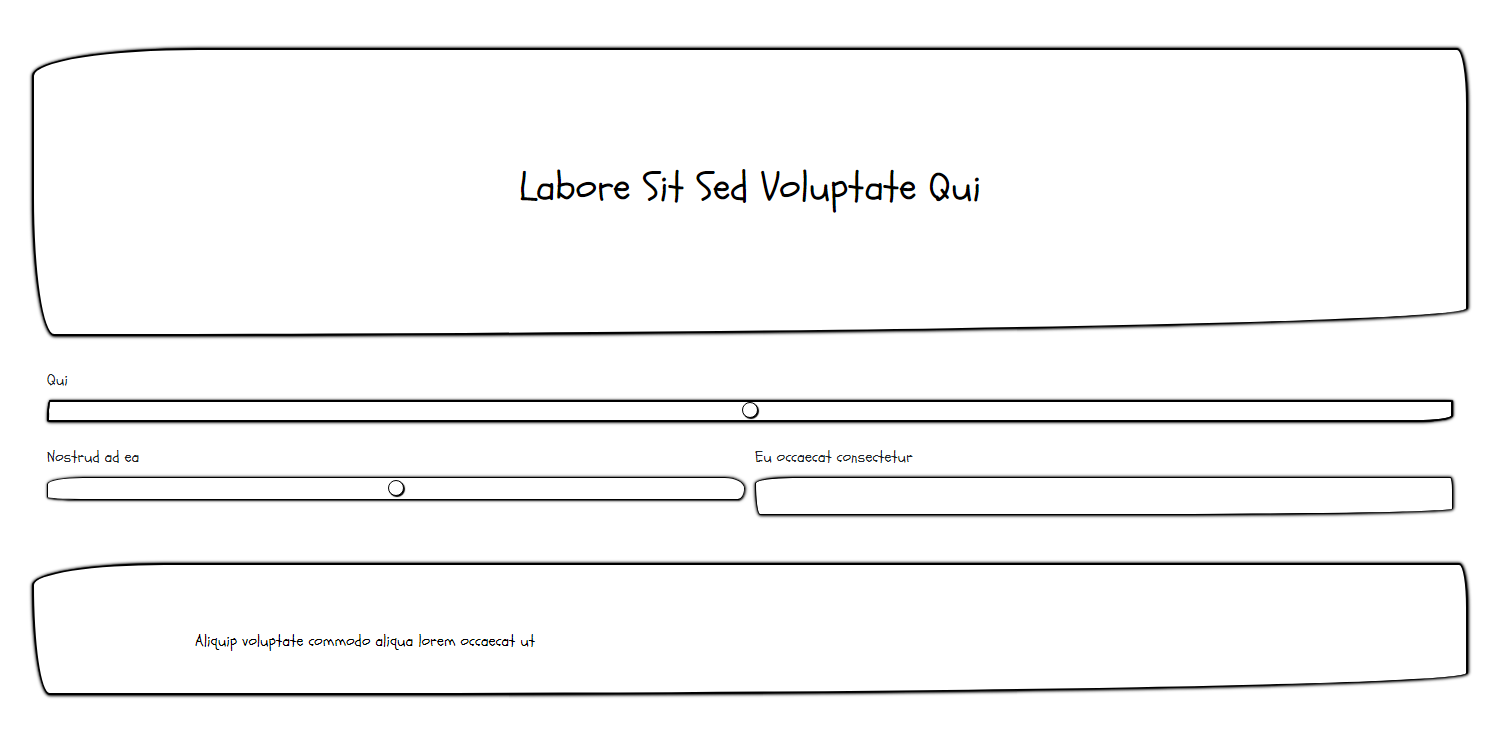 Labore Sit Sed Voluptate Qui
Qui
Nostrud ad ea
Eu occaecat consectetur
Aliquip voluptate commodo aliqua lorem occaecat ut